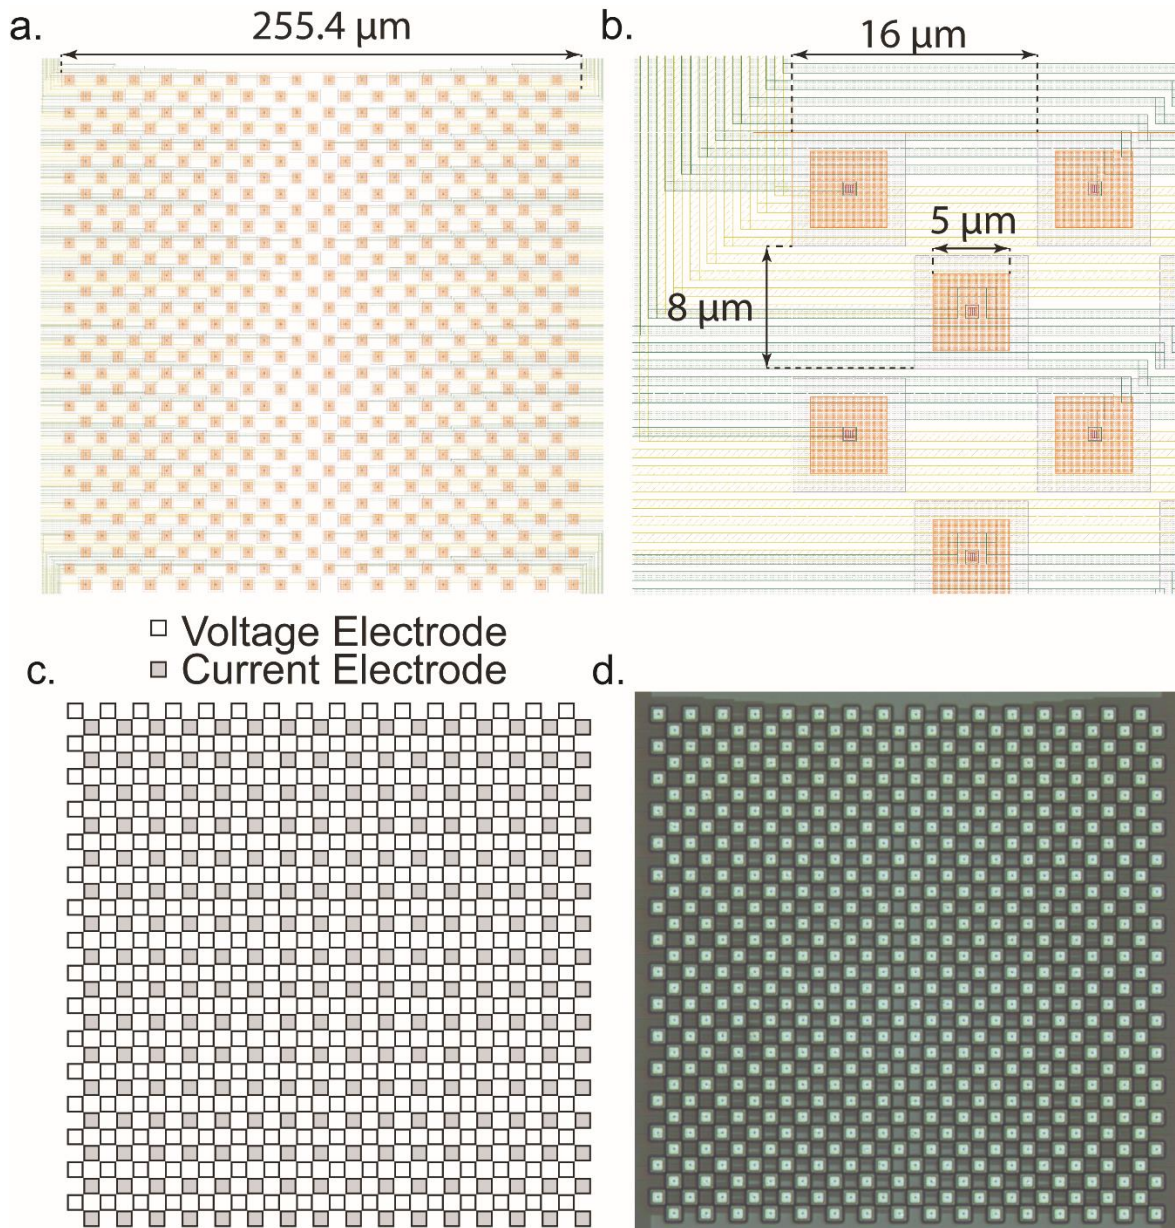 a.
255.4 µm
b.
16 µm
5 µm
8 µm
Voltage Electrode
Current Electrode
c.
d.